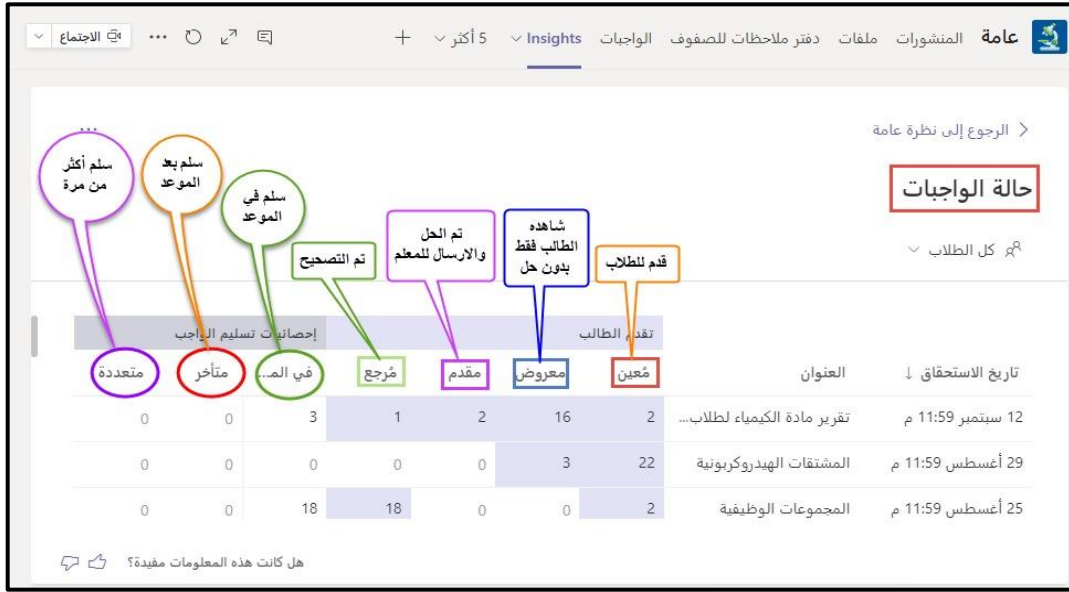 عامة المنشورات ملفات دفتر ملاحظات للصفوف الواجبات Insights 5 أكثر + ... الاجتماع
الرجوع إلى نظرة عامة
...
حالة الواجبات
كل الطلاب
قدم للطلاب
شاهده
الطالب فقط
بدون حل
تم الحل
والارسال للمعلم
تم التصحيح
سلم في
الموعد
سلم بعد
الموعد
سلم أكثر
من مرة
تقدم الطالب إحصائيات تسليم الواجب
تاريخ الاستحقاق ↓ العنوان مُعين معروض مقدم مُرجع في المـ... متأخر متعددة
12 سبتمبر 11:59 م تقرير مادة الكيمياء لطلاب... 2 16 2 1 3 0 0
29 أغسطس 11:59 م المشتقات الهيدروكربونية 22 3 0 0 0 0 0
25 أغسطس 11:59 م المجموعات الوظيفية 2 0 0 18 18 0 0
هل كانت هذه المعلومات مفيدة؟